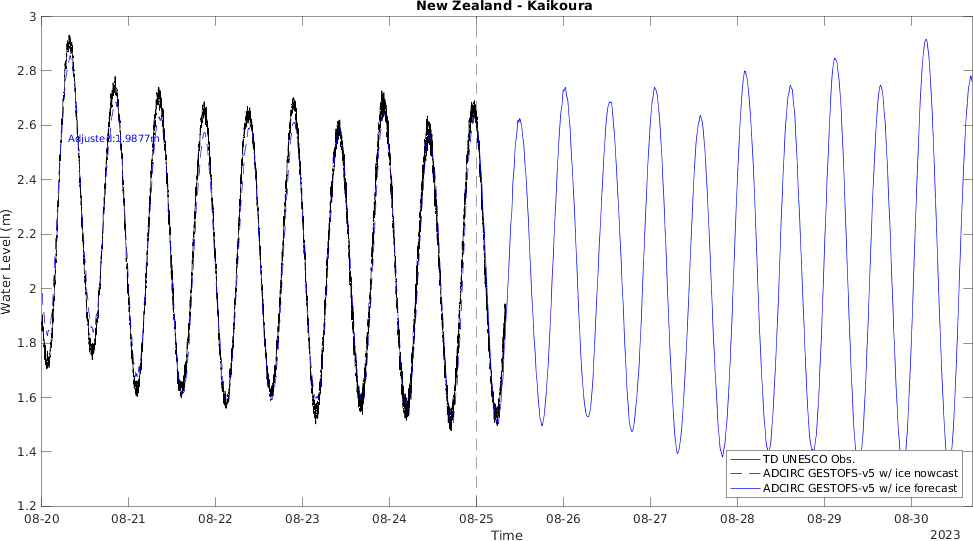 New Zealand - Kaikoura
3
2.8
2.6
2.4
2.2
2
1.8
1.6
1.4
1.2
Water Level (m)
Adjusted:1.9877m
TD UNESCO Obs.
ADCIRC GESTOFS-v5 w/ ice nowcast
ADCIRC GESTOFS-v5 w/ ice forecast
08-20 08-21 08-22 08-23 08-24 08-25 08-26 08-27 08-28 08-29 08-30
Time
2023